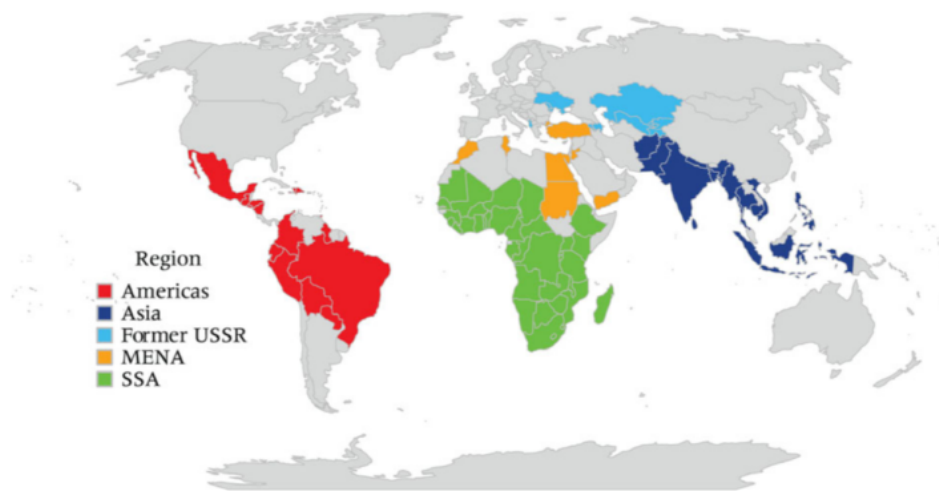 Region
Americas
Asia
Former USSR
MENA
SSA